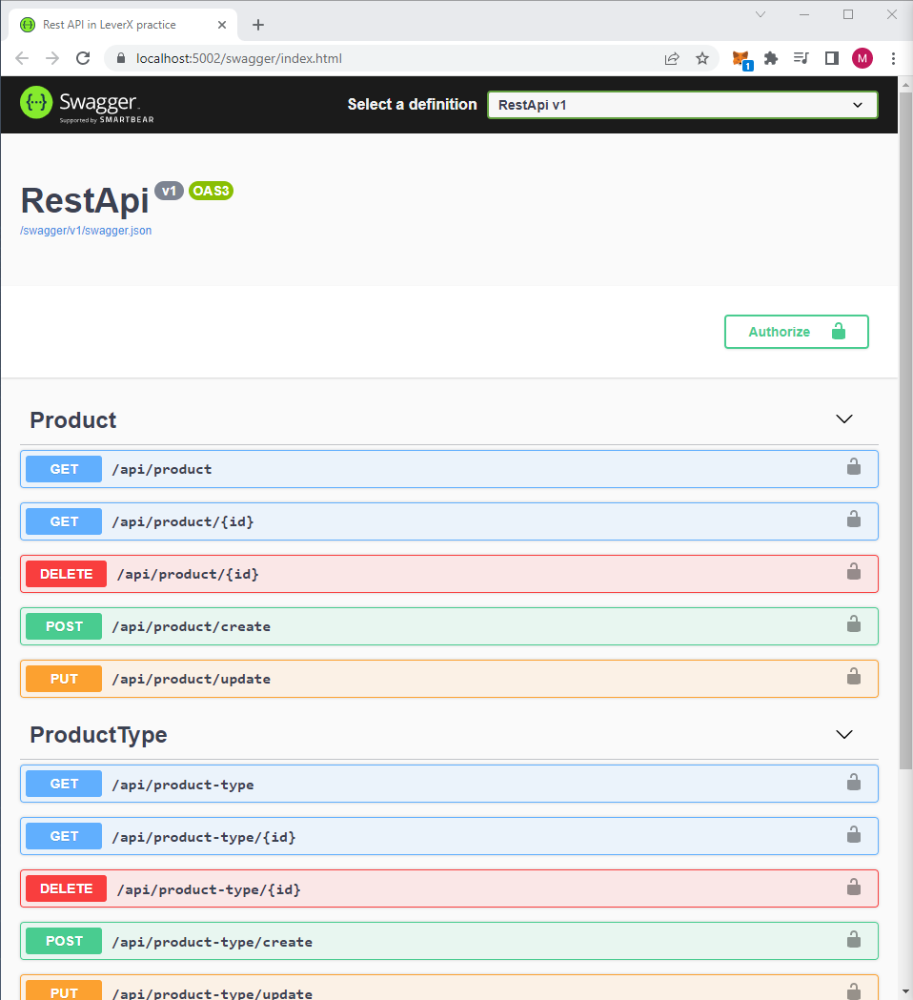 Rest API in LeverX practice
localhost:5002/swagger/index.html
1
M
{··}
Swagger
Supported by SMARTBEAR
Select a definition
RestApi v1
RestApi v1 OAS3
/swagger/v1/swagger.json
Authorize
Product
GET /api/product
GET /api/product/{id}
DELETE /api/product/{id}
POST /api/product/create
PUT /api/product/update
ProductType
GET /api/product-type
GET /api/product-type/{id}
DELETE /api/product-type/{id}
POST /api/product-type/create
PUT /api/product-type/update